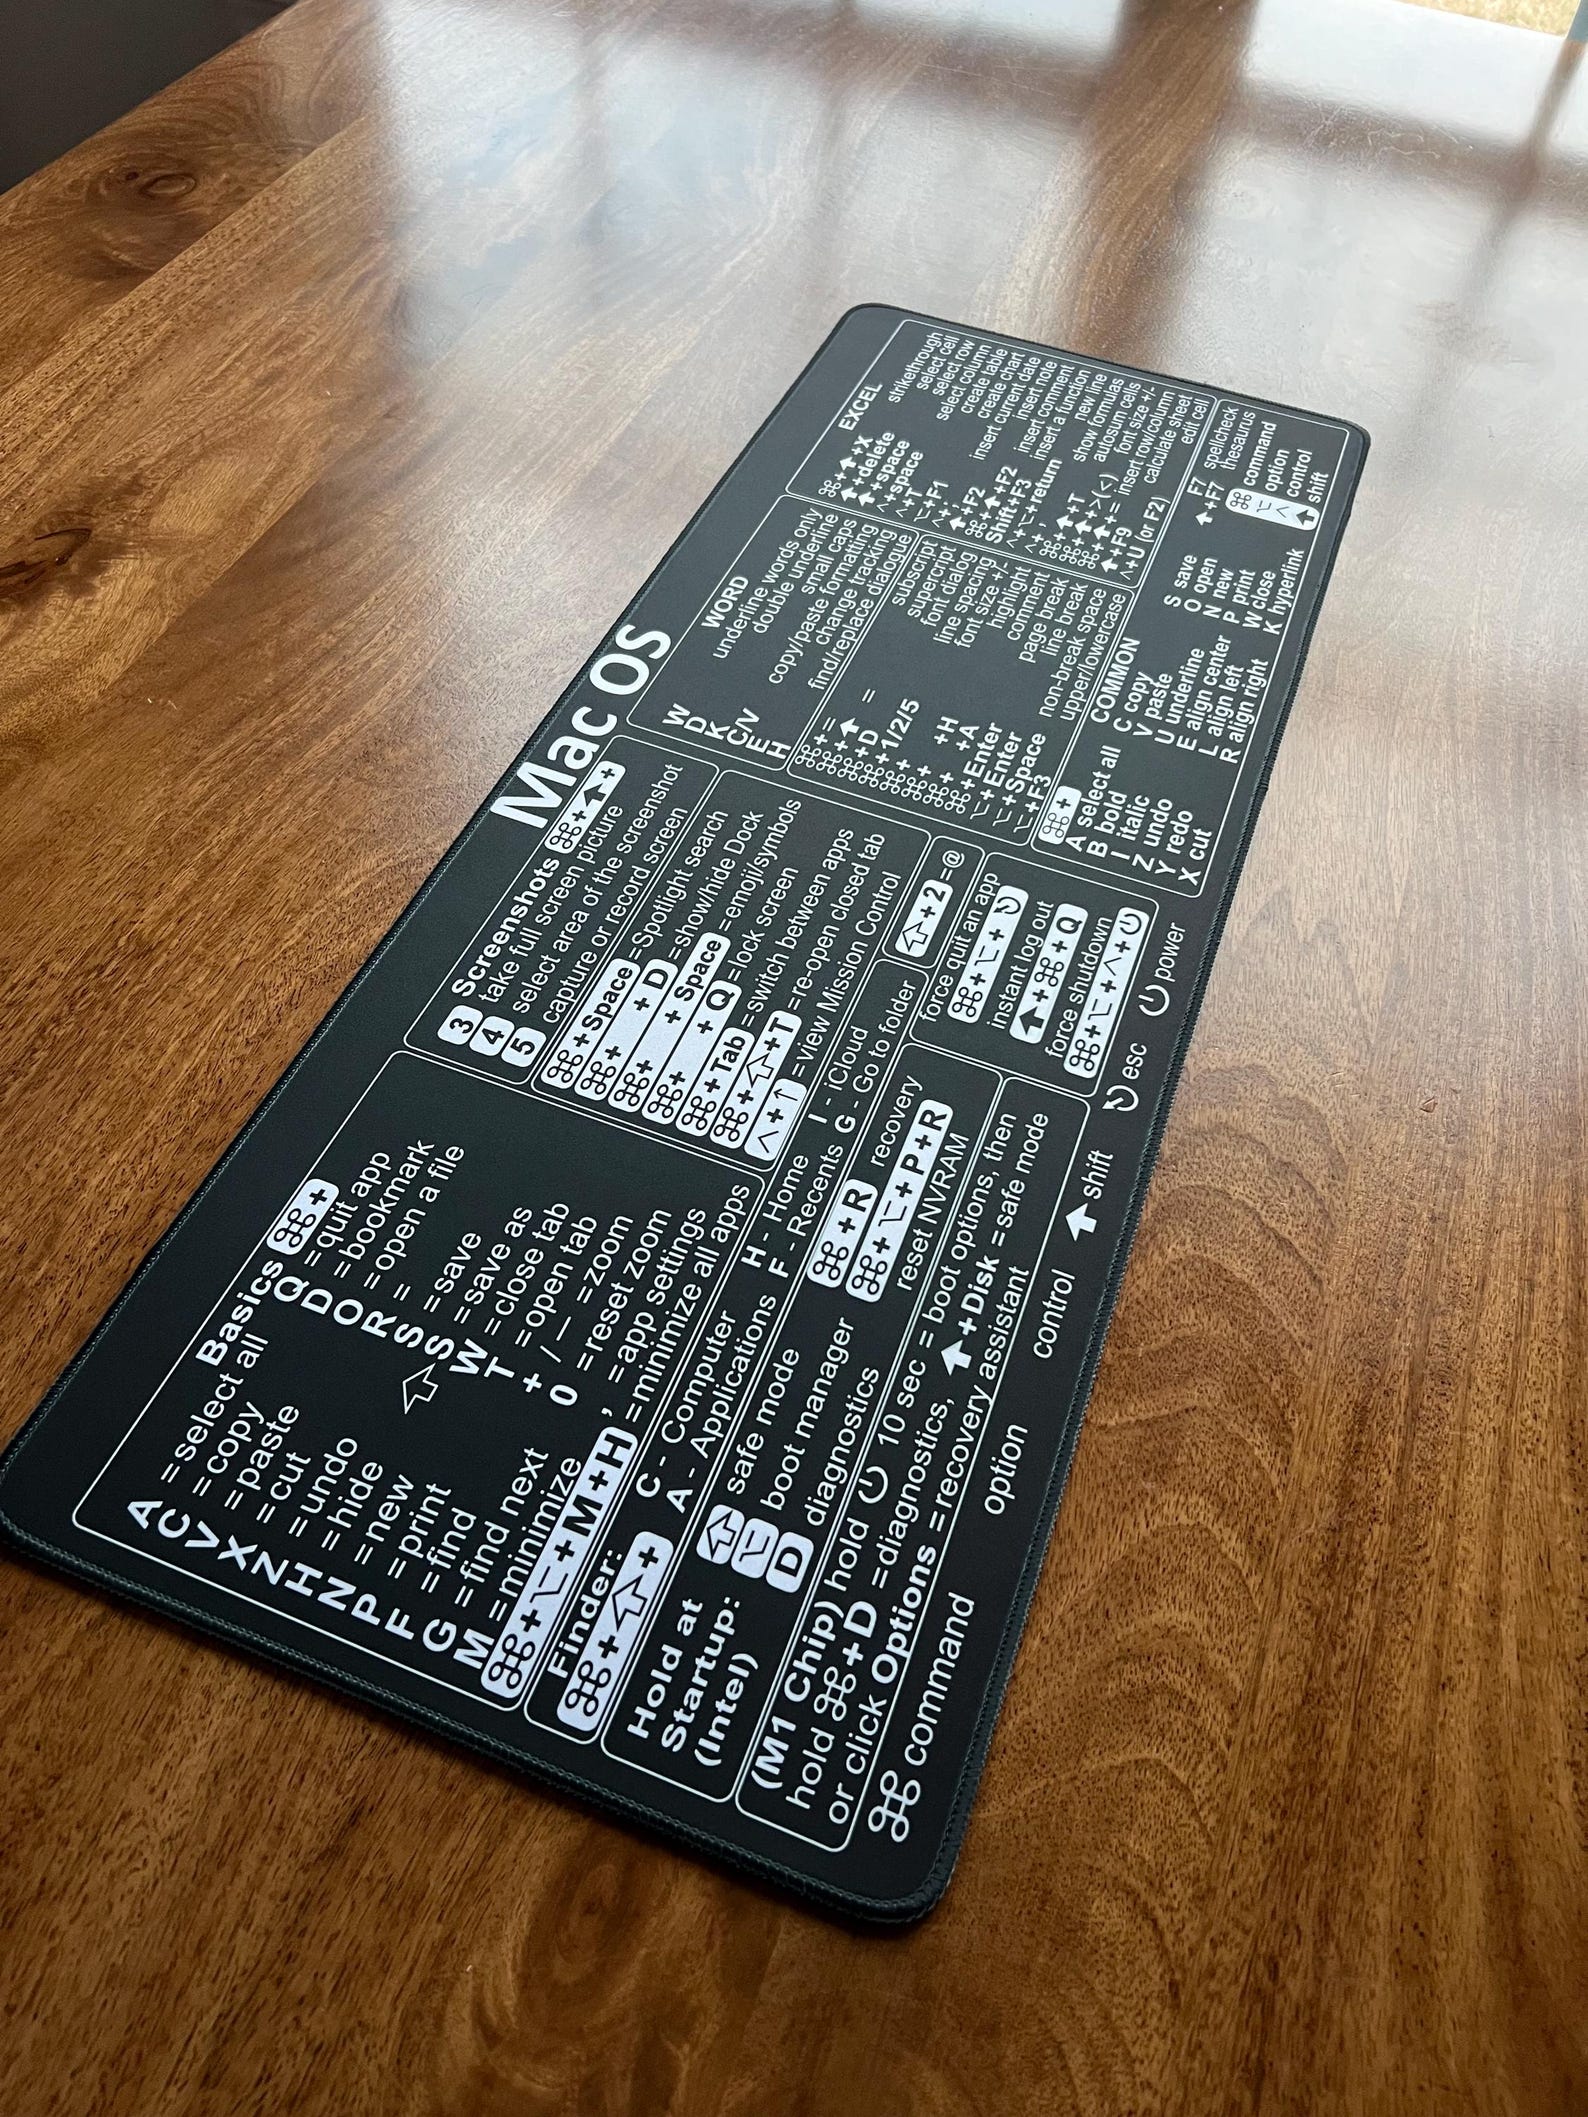 Mac OS
Basics ⌘+
A =select all
C =copy
V =paste
X =cut
Z =undo
H =hide
N =new
P =print
F =find
G =find next
M =minimize
Q =quit app
D =bookmark
O =open a file
R =
S =save
⇧S =save as
W =close tab
T =open tab
+ / — =zoom
0 =reset zoom
, =app settings
⌘+⌥+M+H =minimize all apps
Finder:
⌘+⇧+
C - Computer
A - Applications
H - Home
F - Recents
I - iCloud
G - Go to folder
Hold at
Startup:
(Intel)
⇧ safe mode
⌥ boot manager
D diagnostics
⌘+R recovery
⌘+⌥+P+R
reset NVRAM
(M1 Chip) hold ⏻ 10 sec = boot options, then
hold ⌘+D =diagnostics, ⬆+Disk =safe mode
or click Options =recovery assistant
⌘ command
option
control
⬆ shift
esc
⏻ power
Screenshots ⌘+⇧+
3 take full screen picture
4 select area of the screenshot
5 capture or record screen
⌘+Space =Spotlight search
⌘+ + D =show/hide Dock
⌘+ + Space =emoji/symbols
⌘+ + Q =lock screen
⌘+Tab =switch between apps
⌘+⇧+T =re-open closed tab
^+↑ =view Mission Control
⇧+2 =@
force quit an app
⌘+⌥+
instant log out
⬆+⌘+Q
force shutdown
⌘+⌥+^+⏻
WORD
W underline words only
D double underline
K small caps
C/V copy/paste formatting
E change tracking
H find/replace dialogue
⌘+= subscript
⌘+⬆ = supercript
⌘+D font dialog
⌘+1/2/5 line spacing
font size +/-
⌘+ +H highlight
⌘+ +A comment
⌘+Enter page break
⌥+Enter line break
⌥+Space non-break space
⌥+F3 upper/lowercase
EXCEL
⌘+⬆+X strikethrough
⬆+delete select cell
⬆+space select row
^+space select column
^+T create table
⌥+F1 create chart
^+; insert current date
⬆+F2 insert note
⌘+⬆+F2 insert comment
Shift+F3 insert a function
^+⌥+return new line
show formulas
⌘+⬆+T autosum cells
⌘+⬆+>(<) font size +/-
⌘+⬆+= insert row/column
⬆+F9 calculate sheet
^+U (or F2) edit cell
COMMON
⌘+
A select all
B bold
I italic
Z undo
Y redo
X cut
C copy
V paste
U underline
E align center
L align left
R align right
S save
O open
N new
P print
W close
K hyperlink
F7 spellcheck
⬆+F7 thesaurus
⌘ command
⌥ option
^ control
⬆ shift